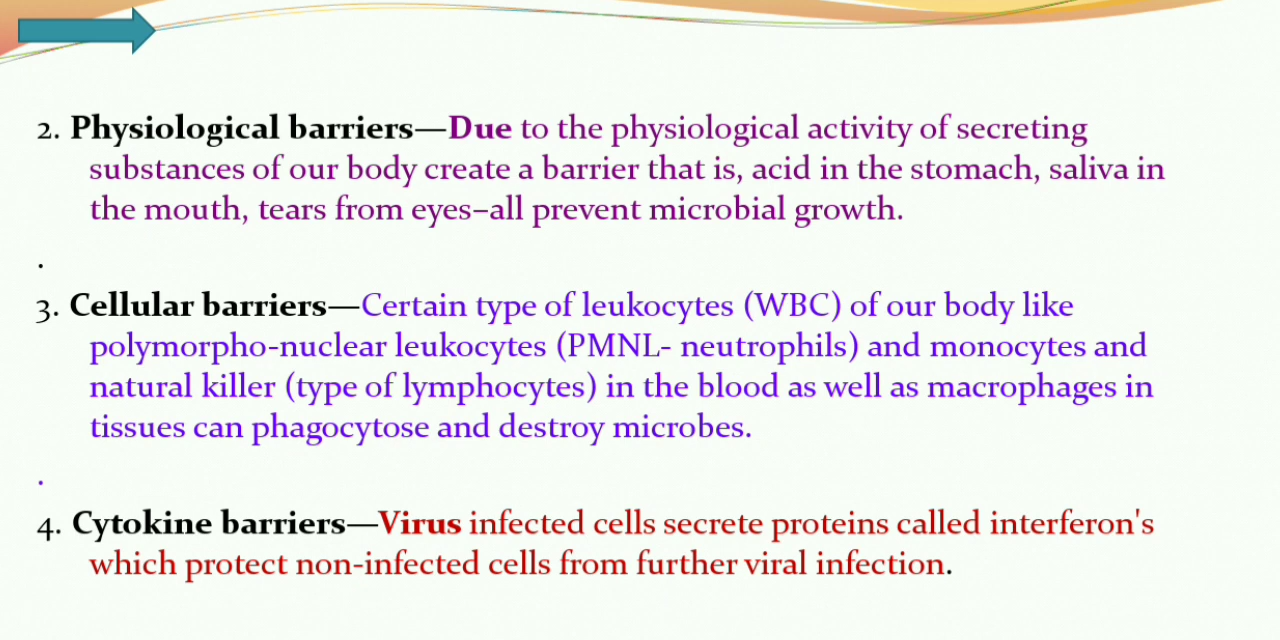 2. Physiological barriers—Due to the physiological activity of secreting
substances of our body create a barrier that is, acid in the stomach, saliva in
the mouth, tears from eyes–all prevent microbial growth.
.
3. Cellular barriers—Certain type of leukocytes (WBC) of our body like
polymorpho-nuclear leukocytes (PMNL- neutrophils) and monocytes and
natural killer (type of lymphocytes) in the blood as well as macrophages in
tissues can phagocytose and destroy microbes.
.
4. Cytokine barriers—Virus infected cells secrete proteins called interferon's
which protect non-infected cells from further viral infection.